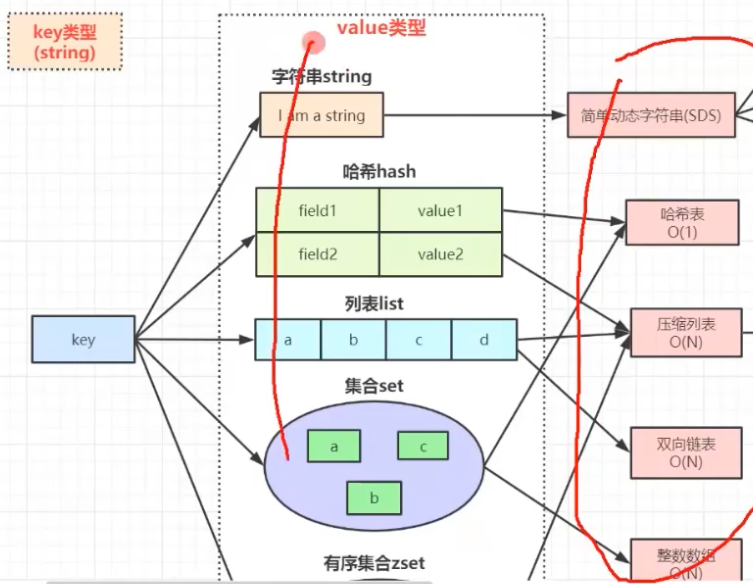 key类型
(string)
value类型
字符串string
I am a string
简单动态字符串(SDS)
哈希hash
field1
value1
field2
value2
哈希表
O(1)
列表list
key
a
b
c
d
压缩列表
O(N)
集合set
a
c
b
双向链表
O(N)
有序集合zset
整数数组
O(N)